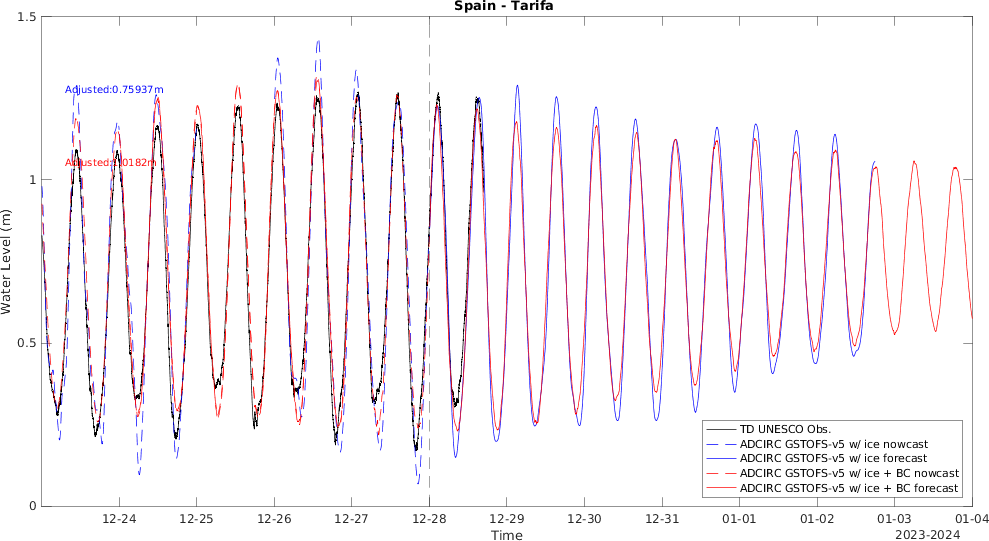 Spain - Tarifa
1.5
1
0.5
0
Water Level (m)
Adjusted:0.75937m
Adjusted:1.0182m
TD UNESCO Obs.
ADCIRC GSTOFS-v5 w/ ice nowcast
ADCIRC GSTOFS-v5 w/ ice forecast
ADCIRC GSTOFS-v5 w/ ice + BC nowcast
ADCIRC GSTOFS-v5 w/ ice + BC forecast
12-24 12-25 12-26 12-27 12-28 12-29 12-30 12-31 01-01 01-02 01-03 01-04
Time
2023-2024